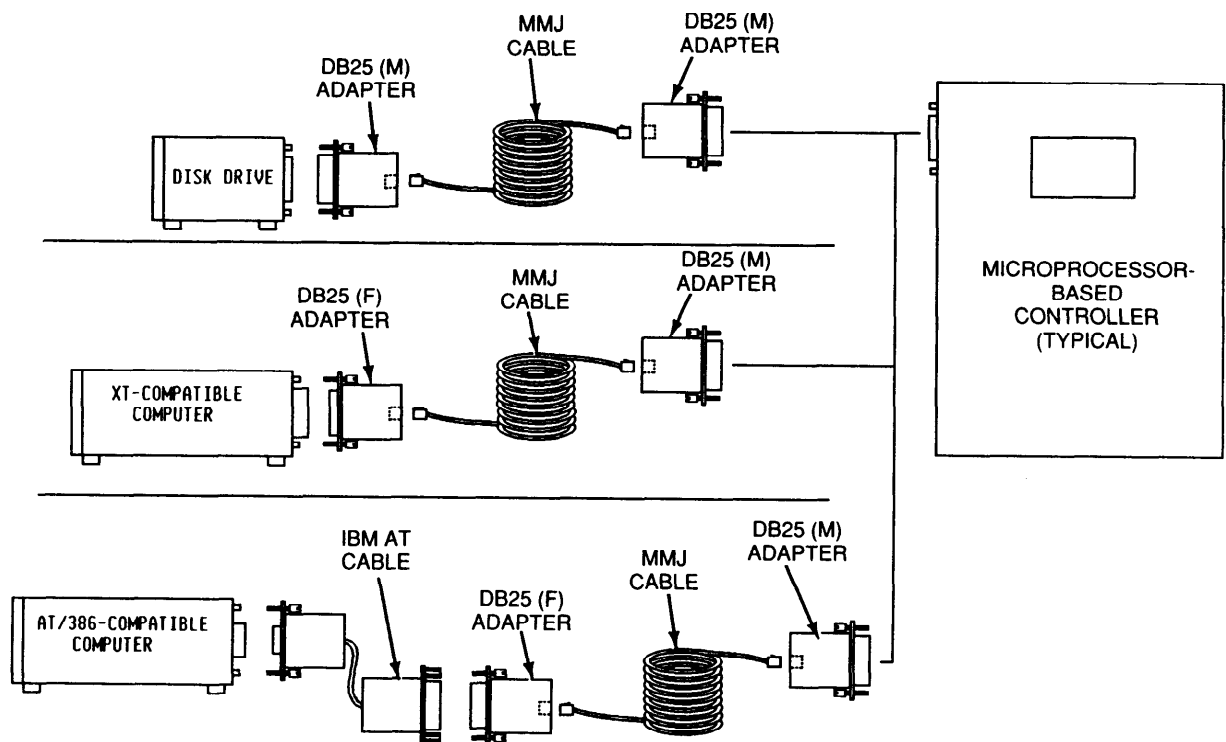 MMJ
CABLE
DB25 (M)
ADAPTER
DB25 (M)
ADAPTER
DISK DRIVE
MICROPROCESSOR-
BASED
CONTROLLER
(TYPICAL)
DB25 (F)
ADAPTER
MMJ
CABLE
DB25 (M)
ADAPTER
XT-COMPATIBLE
COMPUTER
IBM AT
CABLE
DB25 (F)
ADAPTER
MMJ
CABLE
DB25 (M)
ADAPTER
AT/386-COMPATIBLE
COMPUTER